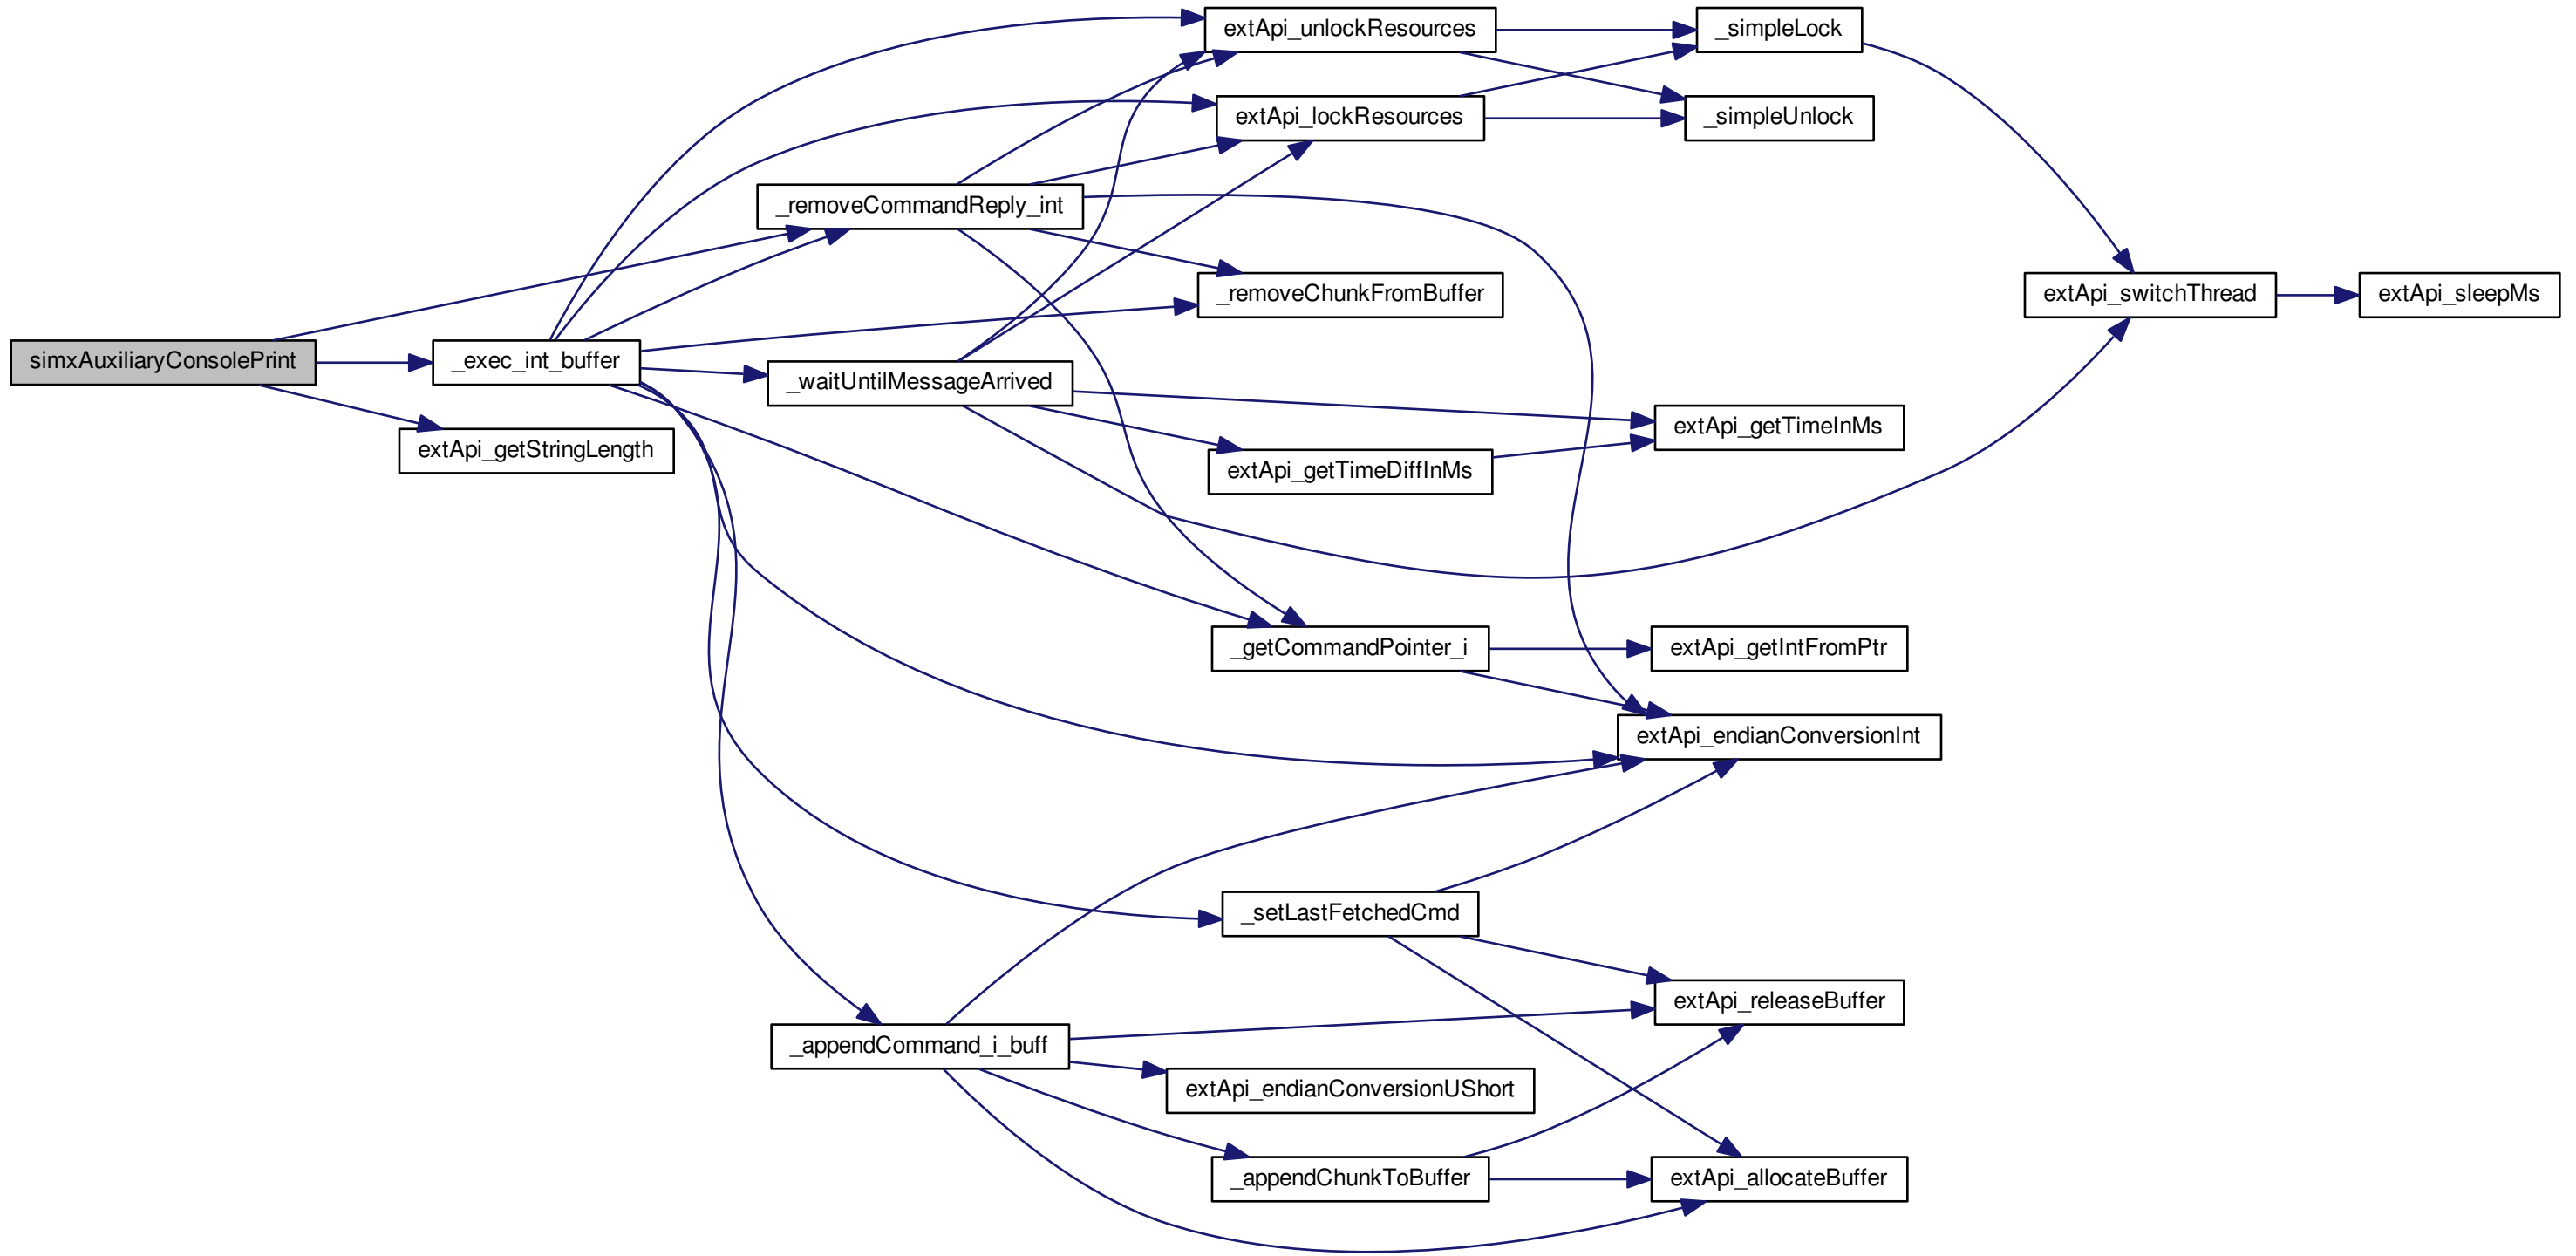 extApi_unlockResources
_simpleLock
extApi_lockResources
_simpleUnlock
_removeCommandReply_int
_removeChunkFromBuffer
extApi_switchThread
extApi_sleepMs
simxAuxiliaryConsolePrint
_exec_int_buffer
_waitUntilMessageArrived
extApi_getTimeInMs
extApi_getStringLength
extApi_getTimeDiffInMs
_getCommandPointer_i
extApi_getIntFromPtr
extApi_endianConversionInt
_setLastFetchedCmd
extApi_releaseBuffer
_appendCommand_i_buff
extApi_endianConversionUShort
_appendChunkToBuffer
extApi_allocateBuffer